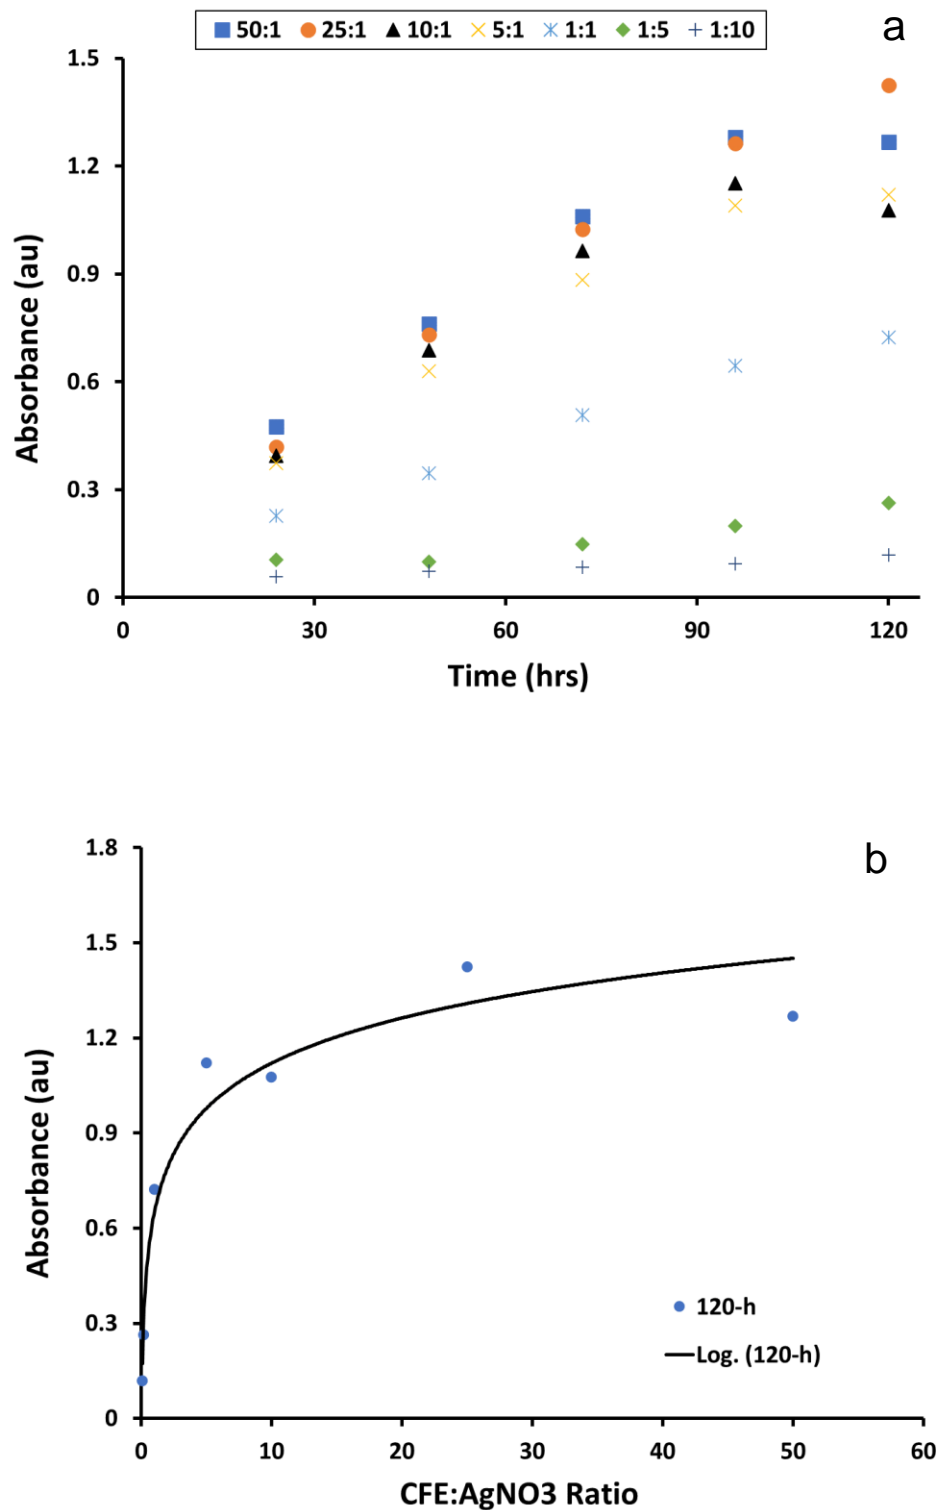 50:1 25:1 10:1 5:1 1:1 1:5 1:10
a
1.5
1.2
0.9
0.6
0.3
0
Absorbance (au)
0 30 60 90 120
Time (hrs)
b
1.8
1.5
1.2
0.9
0.6
0.3
0
Absorbance (au)
120-h
Log. (120-h)
0 10 20 30 40 50 60
CFE:AgNO3 Ratio